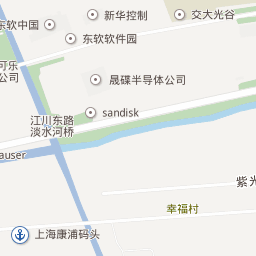 新华控制
交大光谷
东软中国
东软软件园
可乐
公司
晟碟半导体公司
sandisk
江川东路
淡水河桥
auser
紫光
幸福村
上海康浦码头